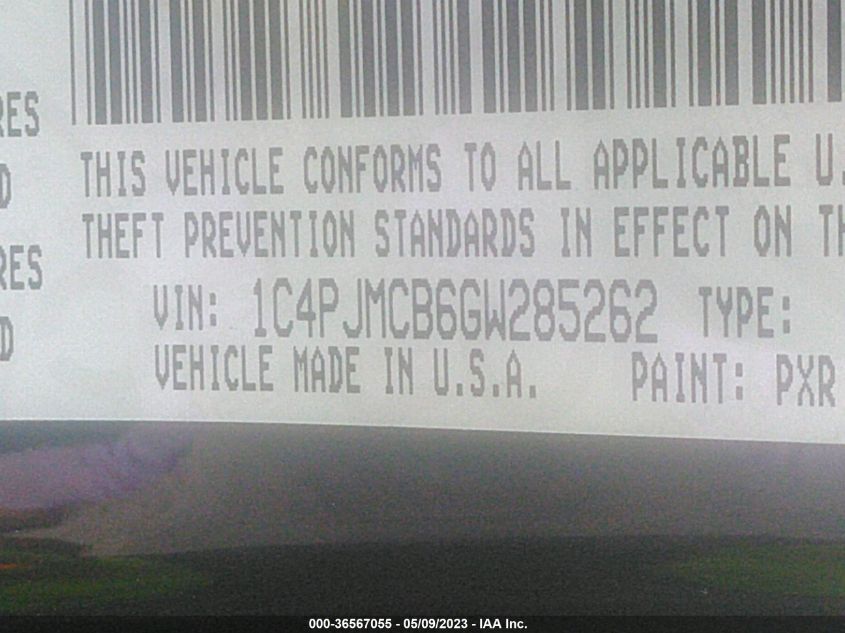 RES
THIS VEHICLE CONFORMS TO ALL APPLICABLE U.
D
THEFT PREVENTION STANDARDS IN EFFECT ON TH
RES
VIN: 1C4PJMCB6GW285262 TYPE:
D
VEHICLE MADE IN U.S.A. PAINT: PXR
000-36567055 - 05/09/2023 - IAA Inc.